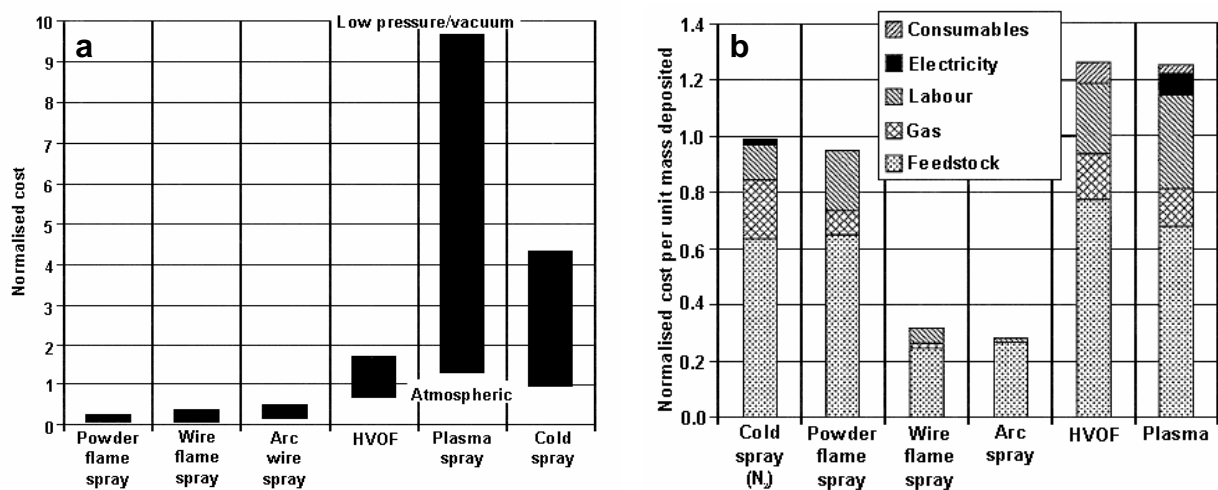 a
Low pressure/vacuum
Normalised cost
10
9
8
7
6
5
4
3
2
1
0
Atmospheric
Powder
flame
spray
Wire
flame
spray
Arc
wire
spray
HVOF
Plasma
spray
Cold
spray
b
Normalised cost per unit mass deposited
1.4
1.2
1.0
0.8
0.6
0.4
0.2
0.0
Consumables
Electricity
Labour
Gas
Feedstock
Cold
spray
(N₂)
Powder
flame
spray
Wire
flame
spray
Arc
spray
HVOF
Plasma